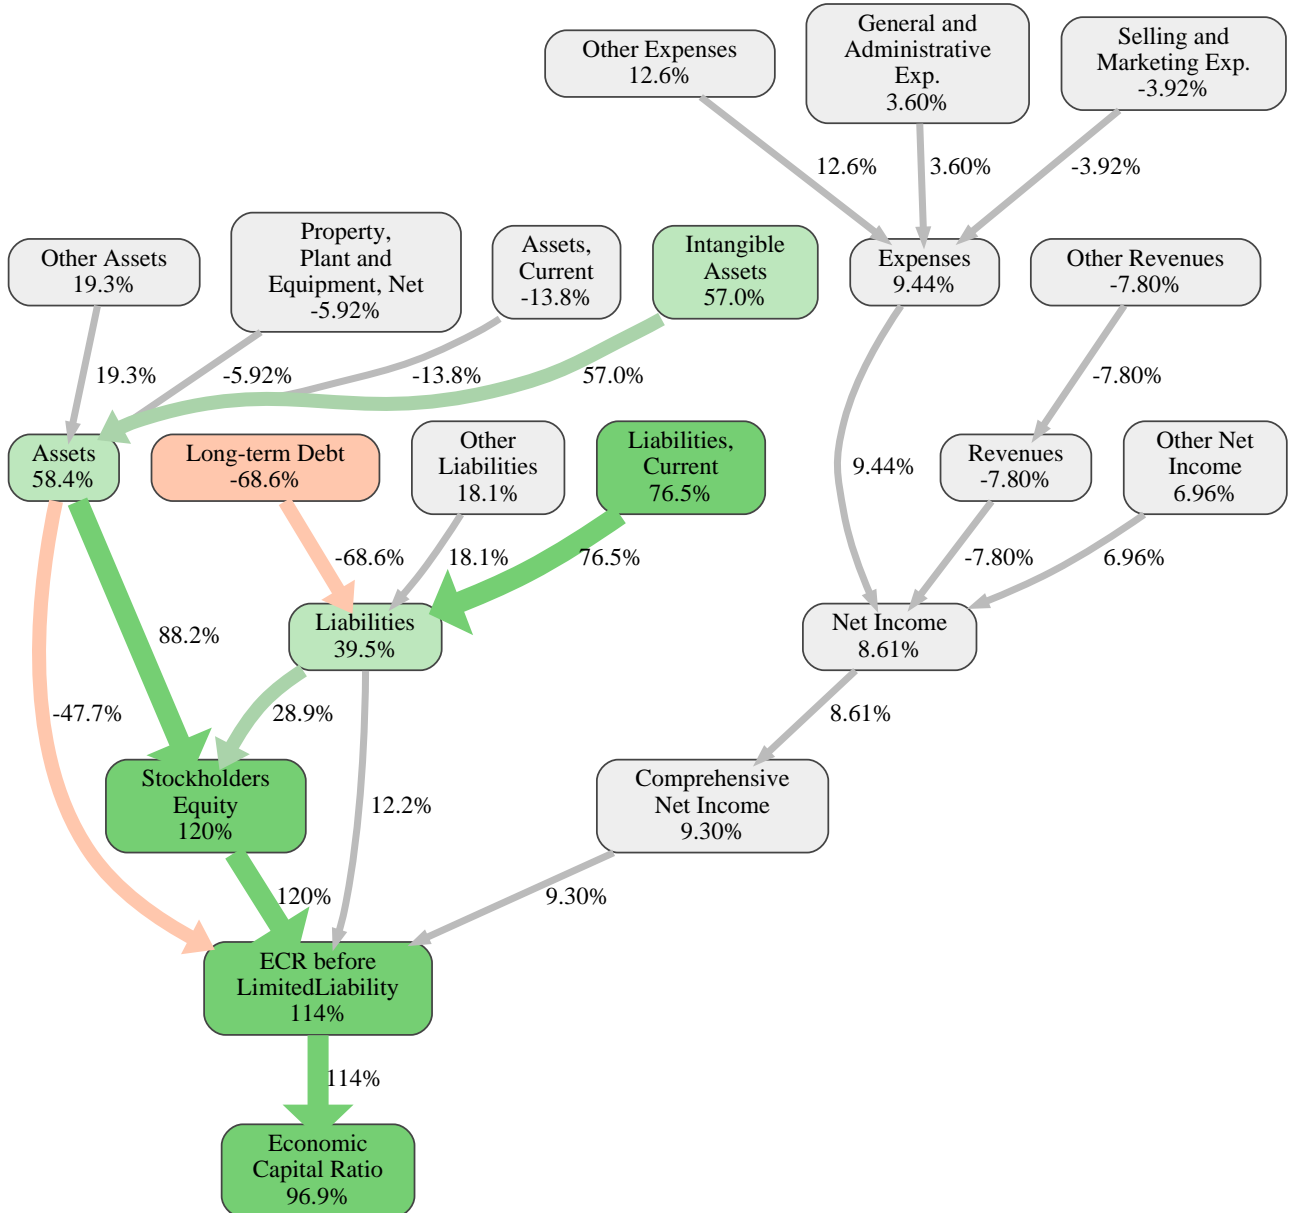 Other Expenses
12.6%
General and
Administrative
Exp.
3.60%
Selling and
Marketing Exp.
-3.92%
12.6%
3.60%
-3.92%
Other Assets
19.3%
Property,
Plant and
Equipment, Net
-5.92%
Assets,
Current
-13.8%
Intangible
Assets
57.0%
Expenses
9.44%
Other Revenues
-7.80%
19.3%
-5.92%
-13.8%
57.0%
-7.80%
Assets
58.4%
Long-term Debt
-68.6%
Other
Liabilities
18.1%
Liabilities,
Current
76.5%
9.44%
Revenues
-7.80%
Other Net
Income
6.96%
-68.6%
18.1%
76.5%
-7.80%
6.96%
88.2%
Liabilities
39.5%
Net Income
8.61%
-47.7%
28.9%
8.61%
Stockholders
Equity
120%
12.2%
Comprehensive
Net Income
9.30%
120%
9.30%
ECR before
LimitedLiability
114%
114%
Economic
Capital Ratio
96.9%